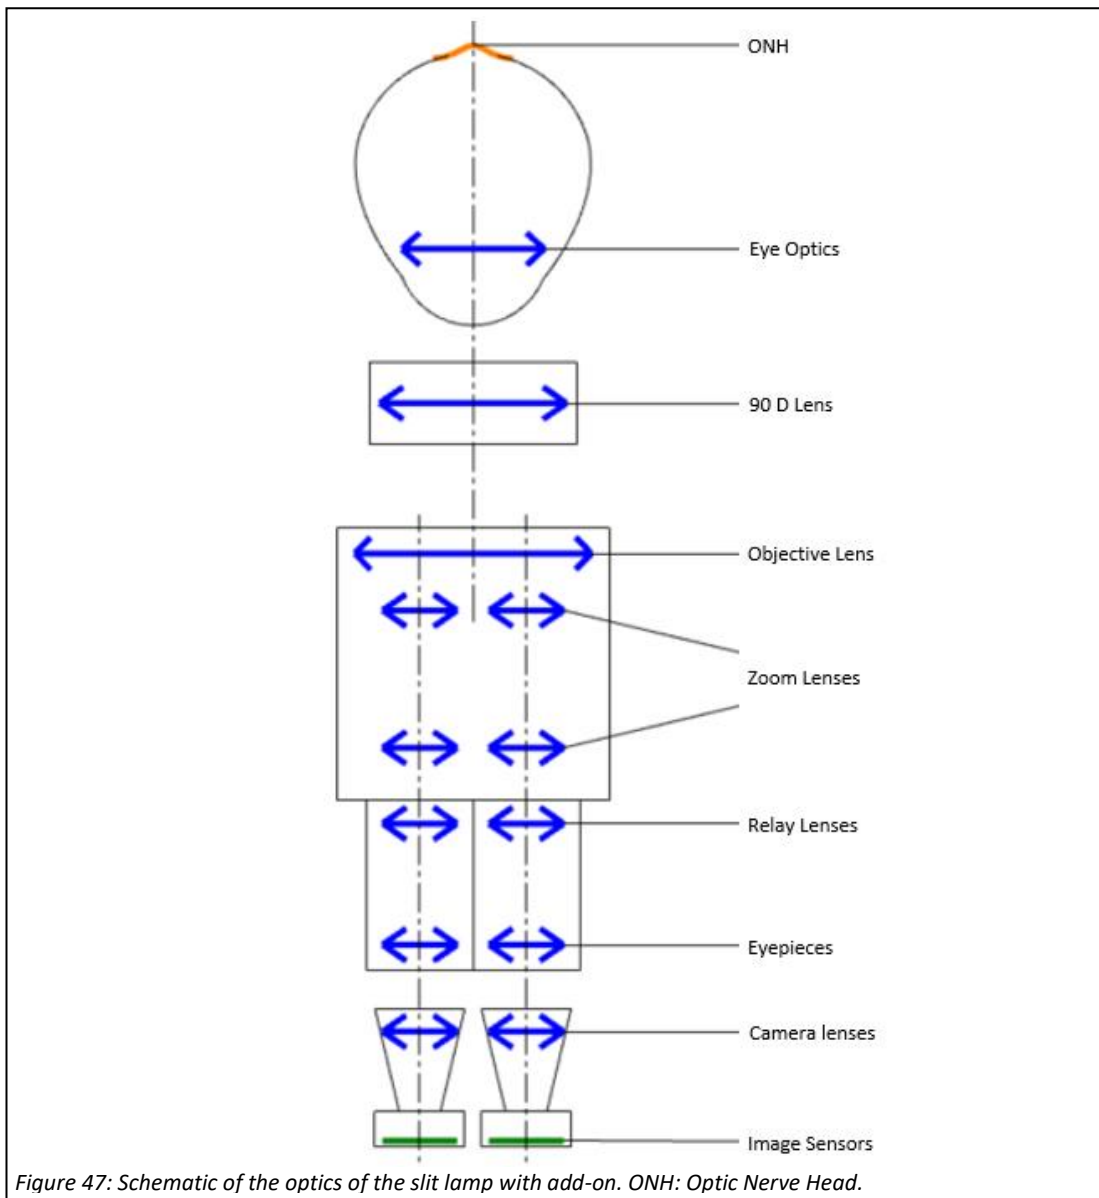 ONH
Eye Optics
90 D Lens
Objective Lens
Zoom Lenses
Relay Lenses
Eyepieces
Camera lenses
Image Sensors
Figure 47: Schematic of the optics of the slit lamp with add-on. ONH: Optic Nerve Head.